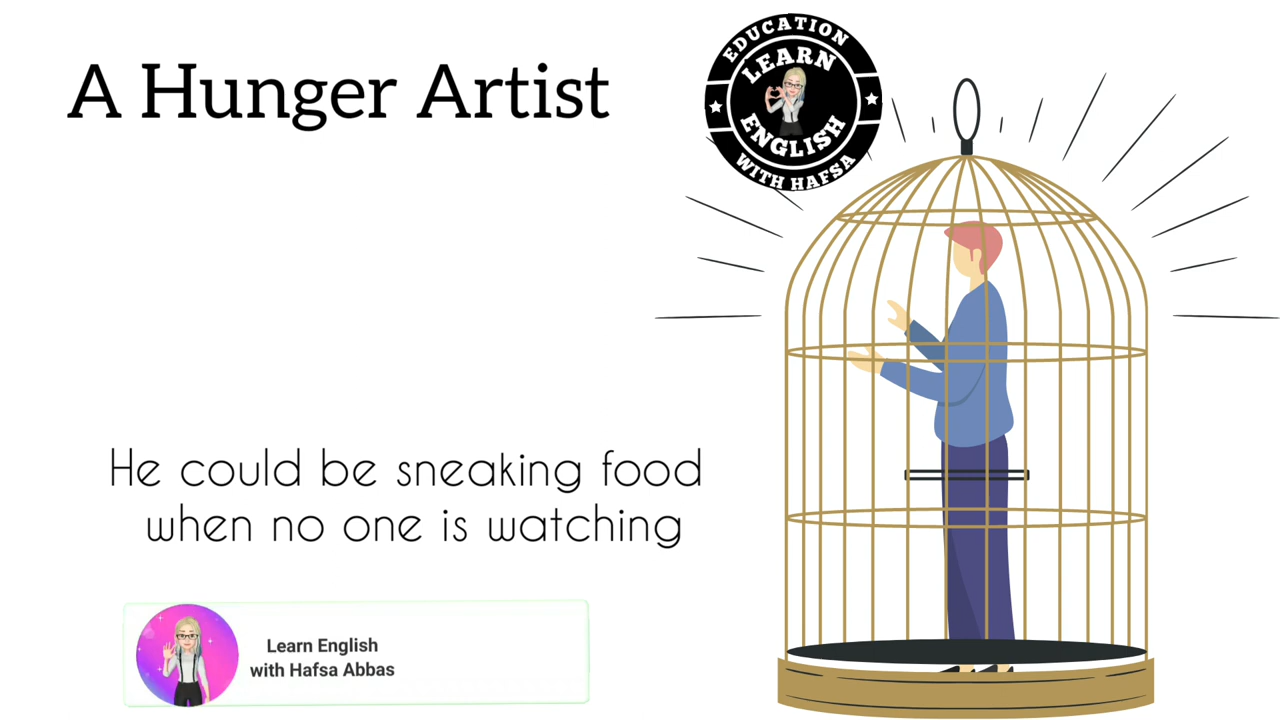 A Hunger Artist
EDUCATION
LEARN
ENGLISH
WITH HAFSA
He could be sneaking food
when no one is watching
Learn English
with Hafsa Abbas